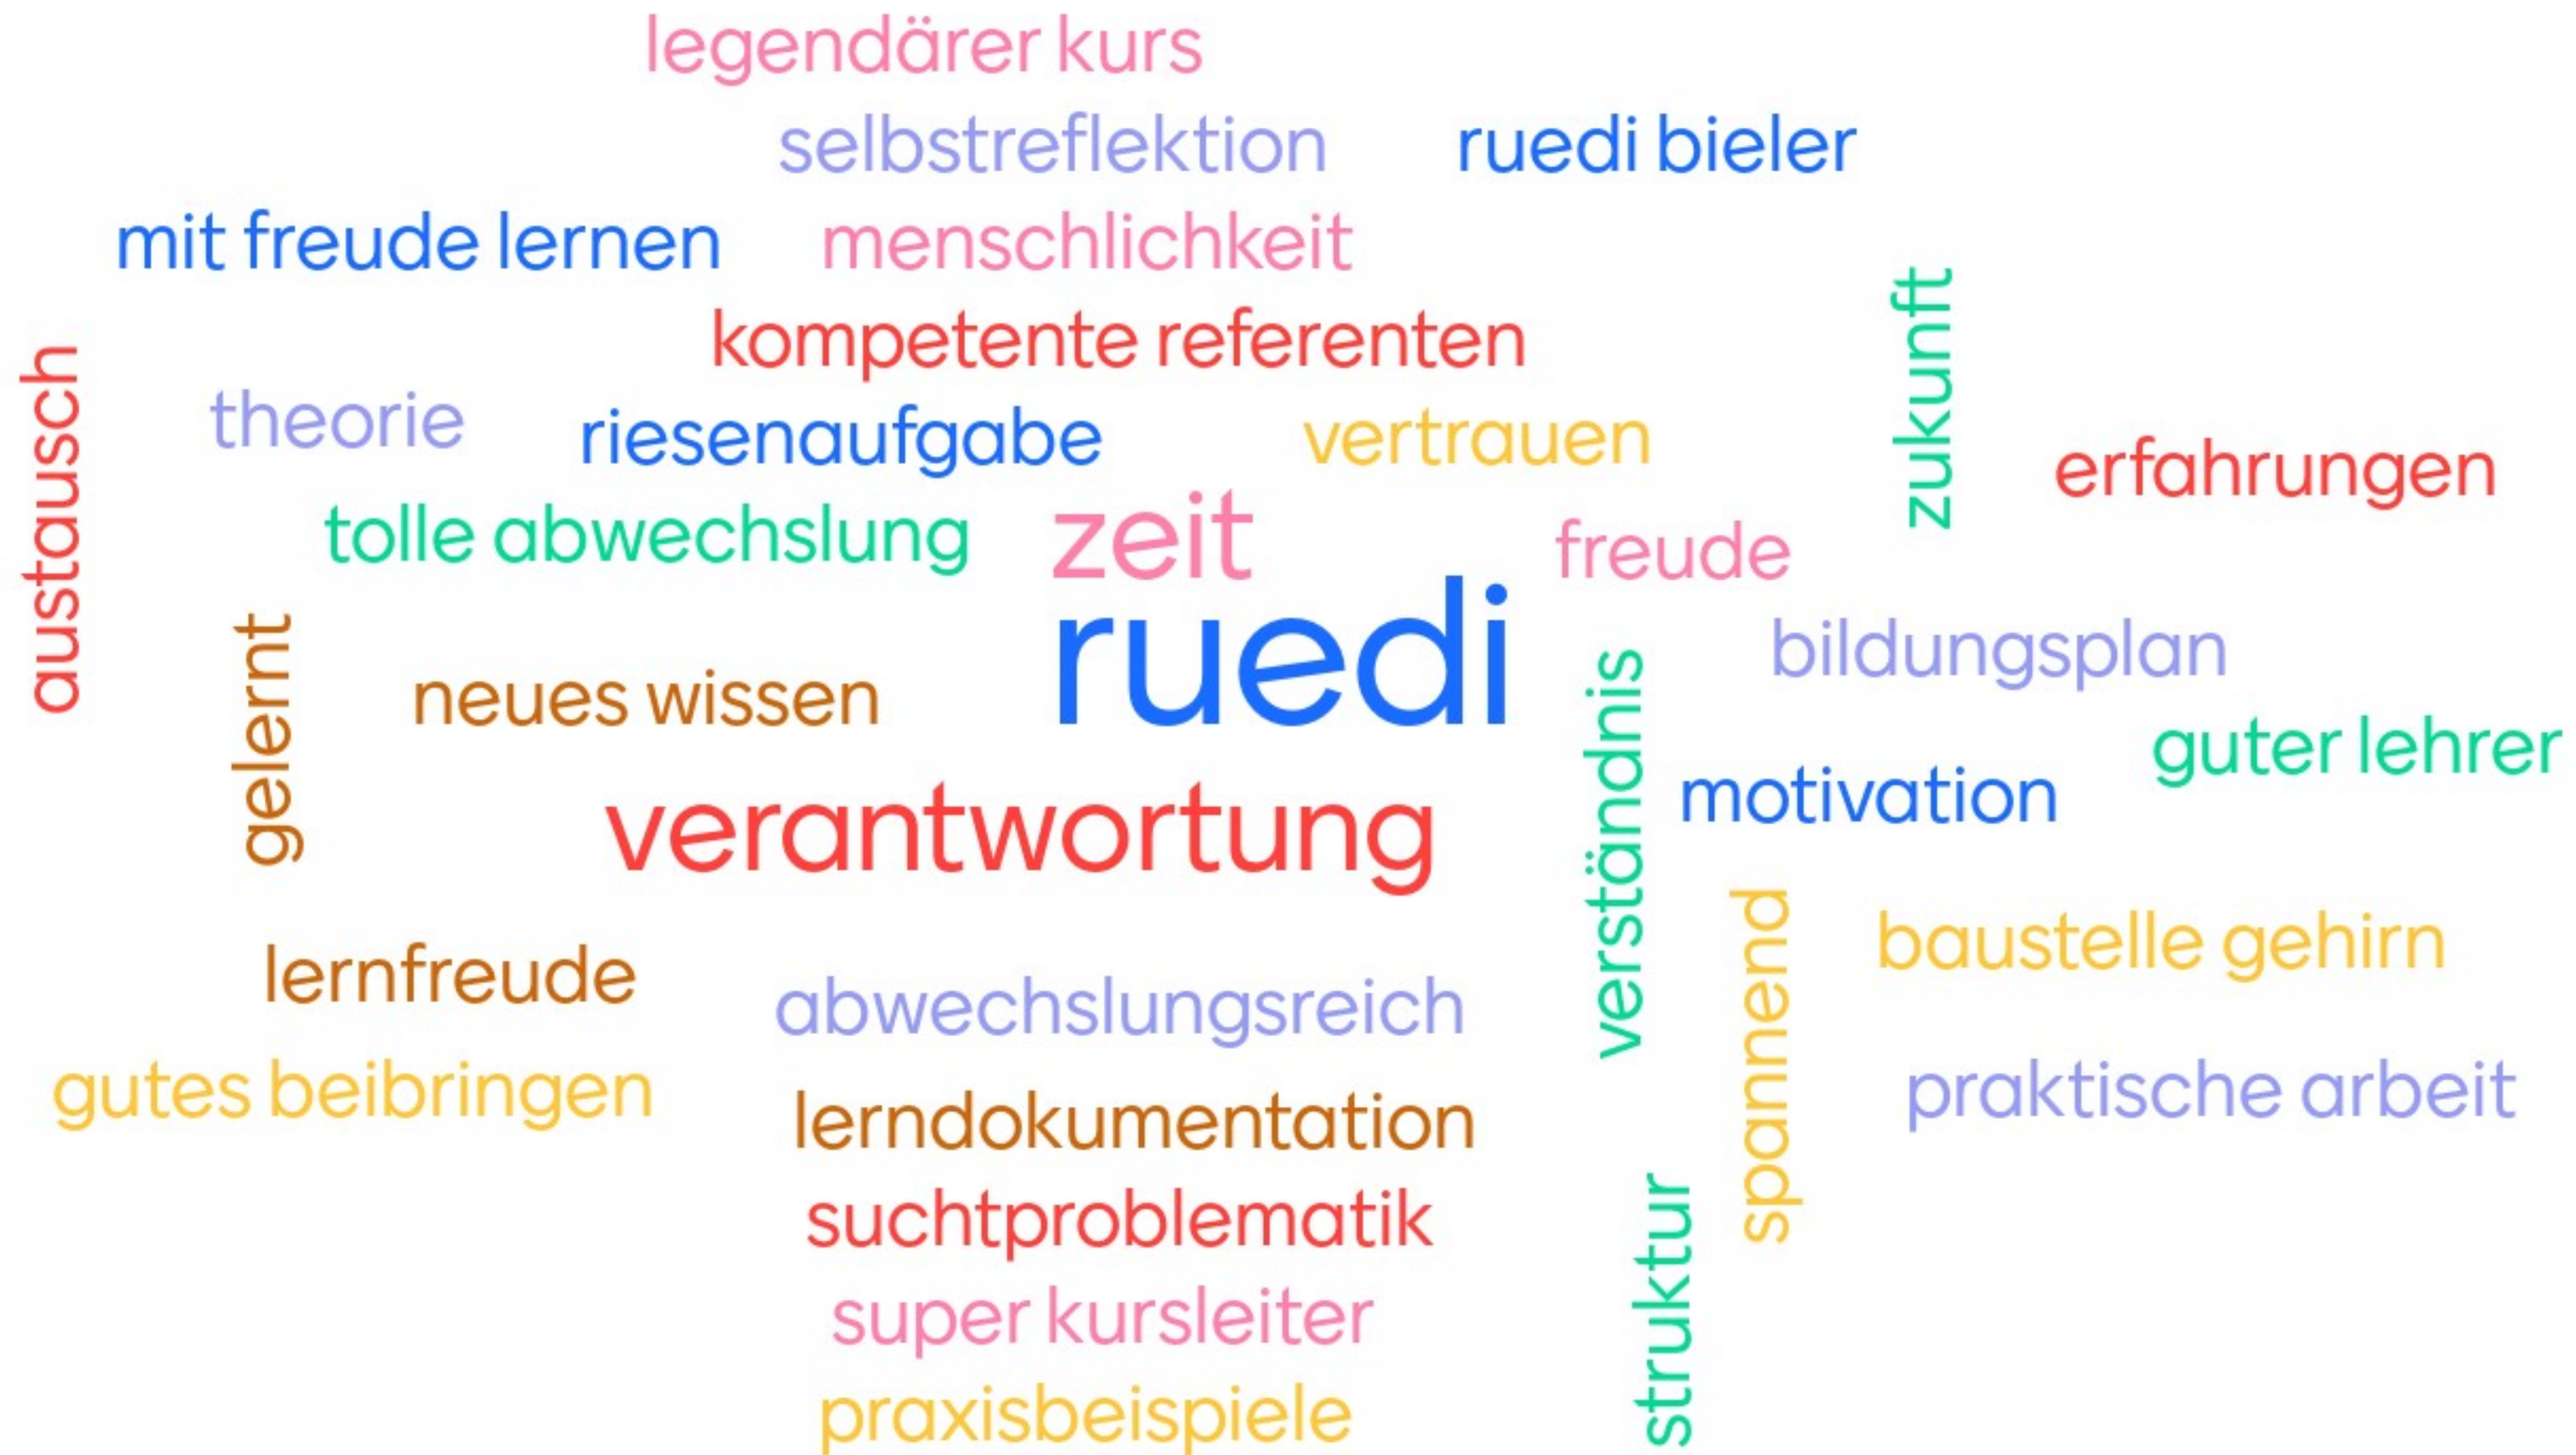 legendärer kurs
selbstreflektion
ruedi bieler
mit freude lernen
menschlichkeit
kompetente referenten
zukunft
austausch
theorie
riesenaufgabe
vertrauen
erfahrungen
tolle abwechslung
zeit
freude
ruedi
bildungsplan
gelernt
neues wissen
verständnis
guter lehrer
motivation
verantwortung
spannend
baustelle gehirn
lernfreude
abwechslungsreich
gutes beibringen
praktische arbeit
lerndokumentation
suchtproblematik
struktur
super kursleiter
praxisbeispiele